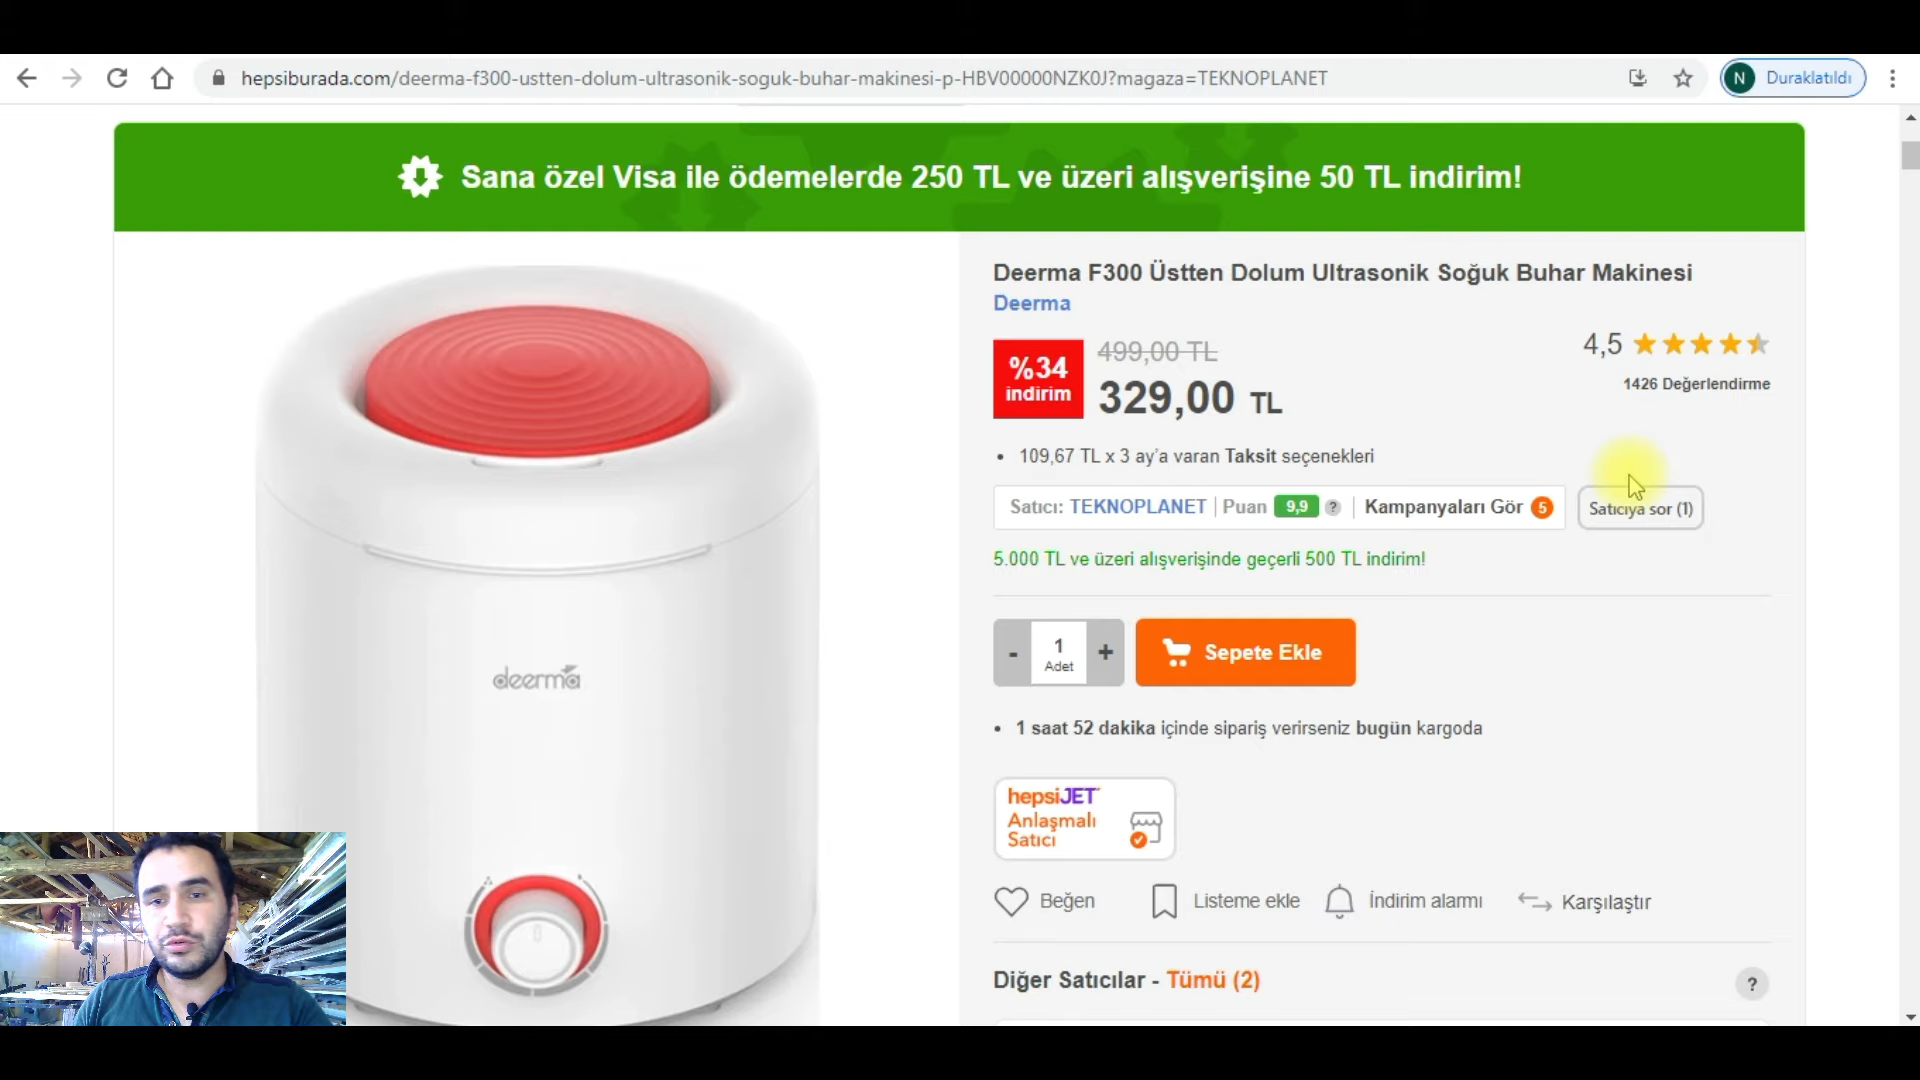 hepsiburada.com/deerma-f300-ustten-dolum-ultrasonik-soguk-buhar-makinesi-p-HBV00000NZK0J?magaza=TEKNOPLANET
N Duraklatıldı
Sana özel Visa ile ödemelerde 250 TL ve üzeri alışverişine 50 TL indirim!
Deerma F300 Üstten Dolum Ultrasonik Soğuk Buhar Makinesi
Deerma
%34
indirim
499,00 TL
329,00 TL
4,5
1426 Değerlendirme
• 109,67 TL x 3 ay'a varan Taksit seçenekleri
Satıcı: TEKNOPLANET | Puan 9,9 ? | Kampanyaları Gör 5
Satıcıya sor (1)
5.000 TL ve üzeri alışverişinde geçerli 500 TL indirim!
- 1 +
Adet
Sepete Ekle
• 1 saat 52 dakika içinde sipariş verirseniz bugün kargoda
hepsiJET
Anlaşmalı
Satıcı
Beğen
Listeme ekle
İndirim alarmı
Karşılaştır
Diğer Satıcılar - Tümü (2)
?
deerma